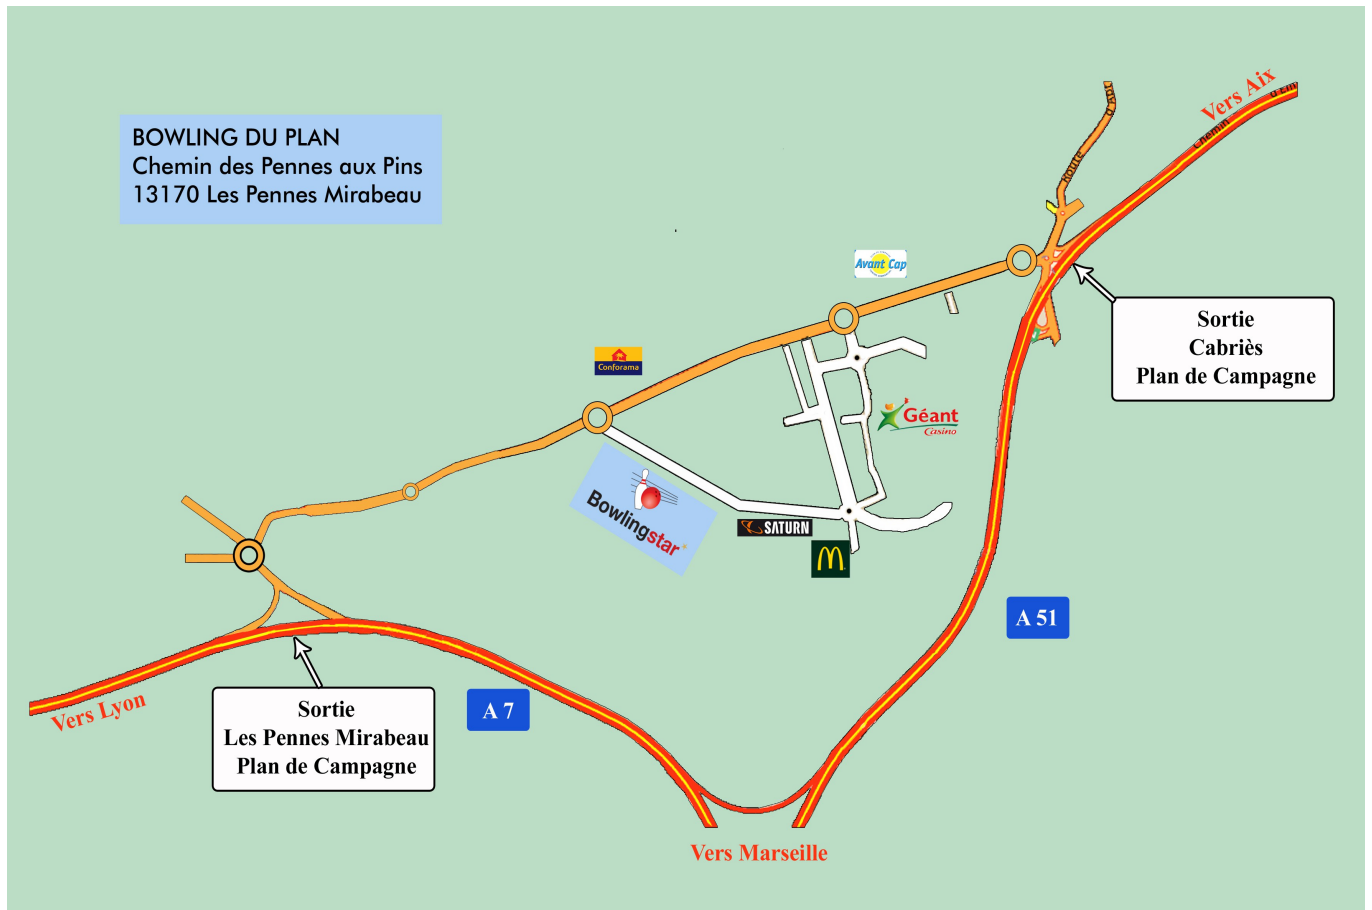 BOWLING DU PLAN
Chemin des Pennes aux Pins
13170 Les Pennes Mirabeau
Vers Aix
Chemin
Route
Avant Cap
Sortie
Cabriès
Plan de Campagne
Conforama
Géant
Casino
Bowlingstar
SATURN
A 51
Vers Lyon
Sortie
Les Pennes Mirabeau
Plan de Campagne
A 7
Vers Marseille